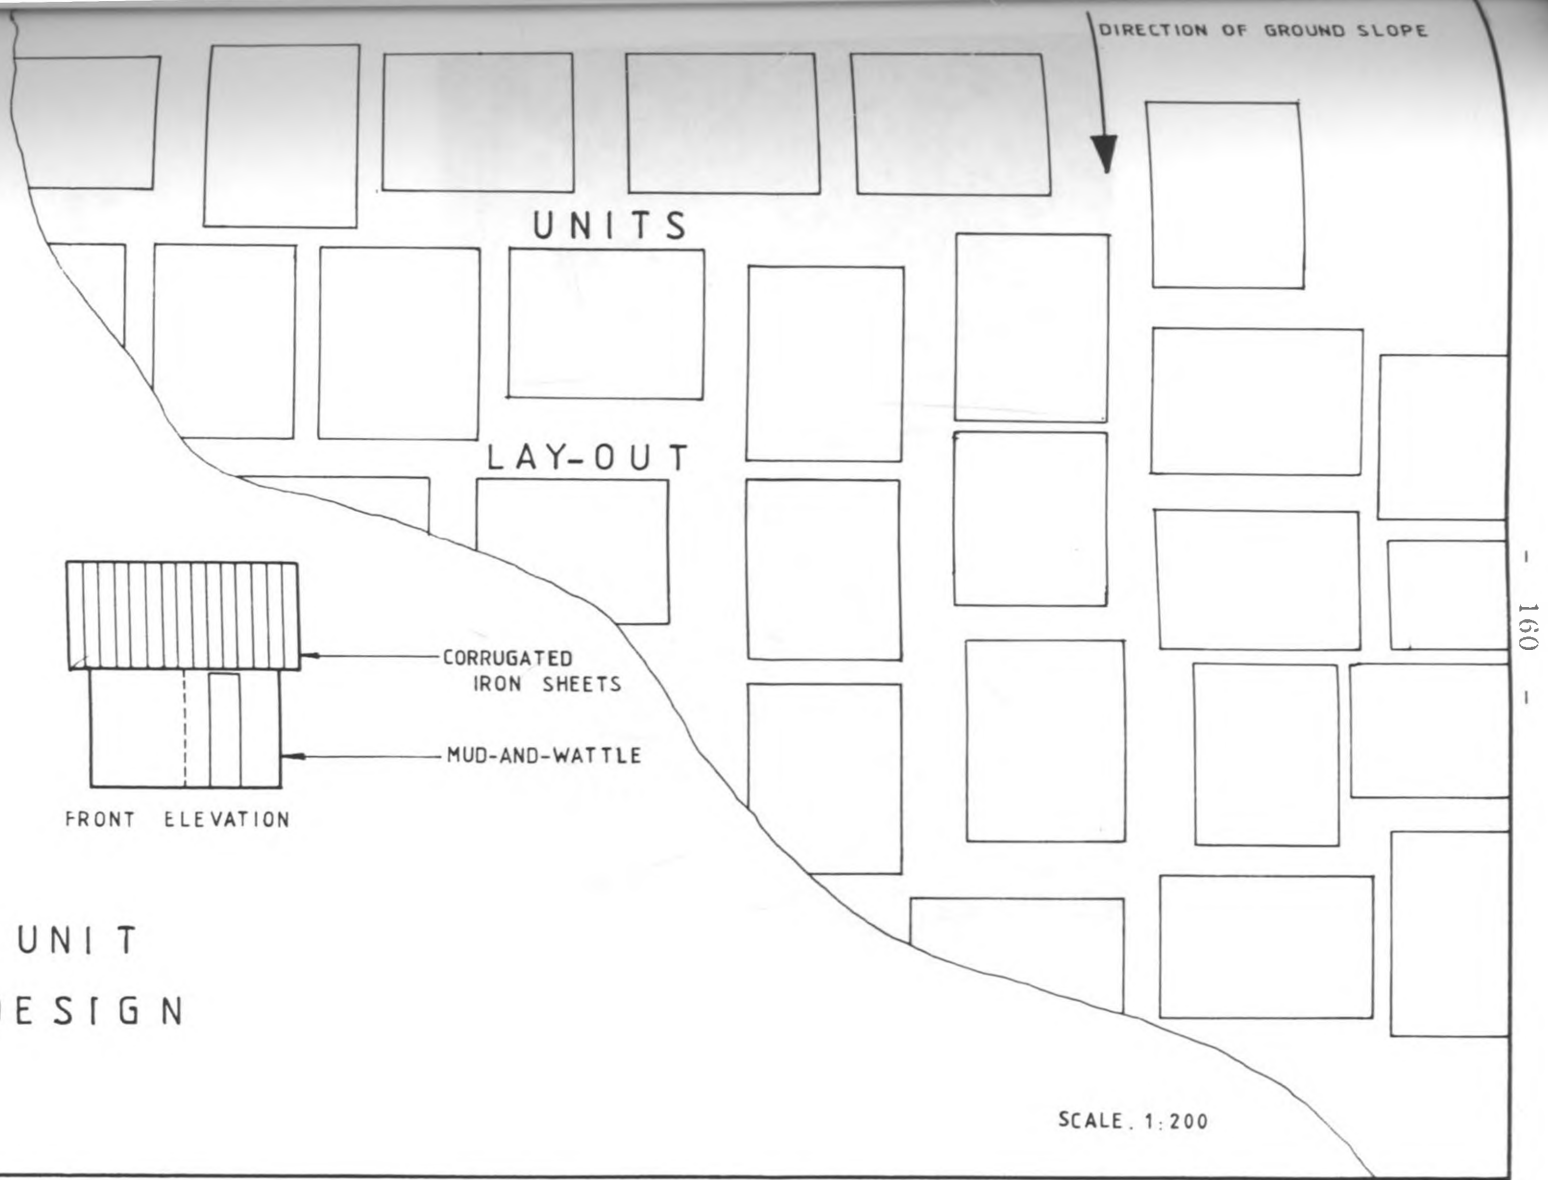 DIRECTION OF GROUND SLOPE
UNITS
LAY-OUT
CORRUGATED
IRON SHEETS
MUD-AND-WATTLE
FRONT ELEVATION
UNIT
DESIGN
SCALE. 1:200
- 160 -